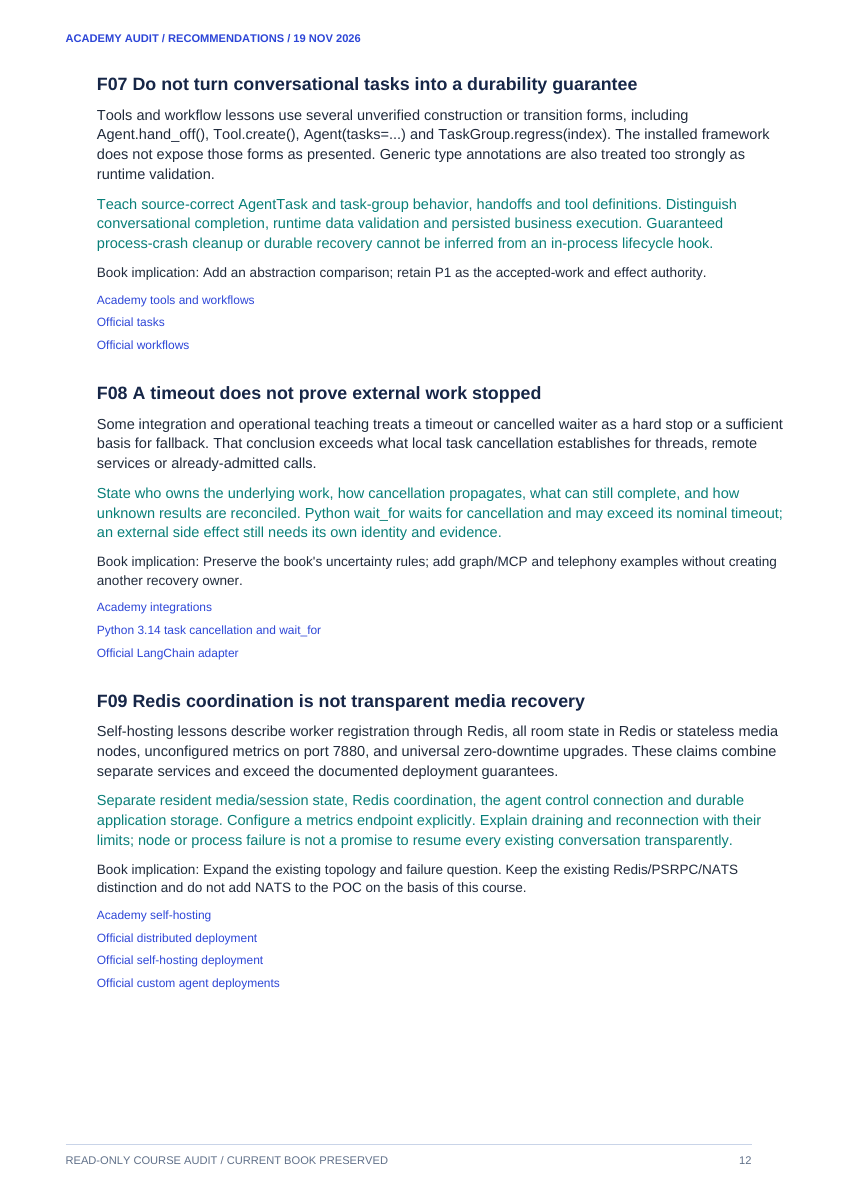 ACADEMY AUDIT / RECOMMENDATIONS / 19 NOV 2026
F07 Do not turn conversational tasks into a durability guarantee
Tools and workflow lessons use several unverified construction or transition forms, including
Agent.hand_off(), Tool.create(), Agent(tasks=...) and TaskGroup.regress(index). The installed framework
does not expose those forms as presented. Generic type annotations are also treated too strongly as
runtime validation.
Teach source-correct AgentTask and task-group behavior, handoffs and tool definitions. Distinguish
conversational completion, runtime data validation and persisted business execution. Guaranteed
process-crash cleanup or durable recovery cannot be inferred from an in-process lifecycle hook.
Book implication: Add an abstraction comparison; retain P1 as the accepted-work and effect authority.
Academy tools and workflows
Official tasks
Official workflows
F08 A timeout does not prove external work stopped
Some integration and operational teaching treats a timeout or cancelled waiter as a hard stop or a sufficient
basis for fallback. That conclusion exceeds what local task cancellation establishes for threads, remote
services or already-admitted calls.
State who owns the underlying work, how cancellation propagates, what can still complete, and how
unknown results are reconciled. Python wait_for waits for cancellation and may exceed its nominal timeout;
an external side effect still needs its own identity and evidence.
Book implication: Preserve the book's uncertainty rules; add graph/MCP and telephony examples without creating
another recovery owner.
Academy integrations
Python 3.14 task cancellation and wait_for
Official LangChain adapter
F09 Redis coordination is not transparent media recovery
Self-hosting lessons describe worker registration through Redis, all room state in Redis or stateless media
nodes, unconfigured metrics on port 7880, and universal zero-downtime upgrades. These claims combine
separate services and exceed the documented deployment guarantees.
Separate resident media/session state, Redis coordination, the agent control connection and durable
application storage. Configure a metrics endpoint explicitly. Explain draining and reconnection with their
limits; node or process failure is not a promise to resume every existing conversation transparently.
Book implication: Expand the existing topology and failure question. Keep the existing Redis/PSRPC/NATS
distinction and do not add NATS to the POC on the basis of this course.
Academy self-hosting
Official distributed deployment
Official self-hosting deployment
Official custom agent deployments
READ-ONLY COURSE AUDIT / CURRENT BOOK PRESERVED
12